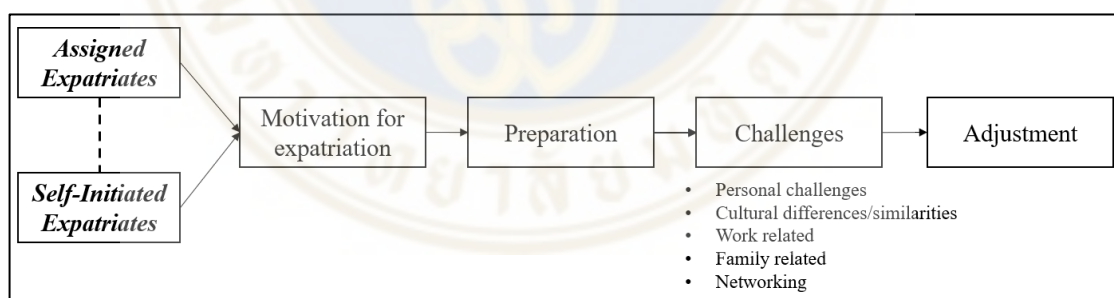 Assigned
Expatriates
Self-Initiated
Expatriates
Motivation for
expatriation
Preparation
Challenges
Adjustment
• Personal challenges
• Cultural differences/similarities
• Work related
• Family related
• Networking